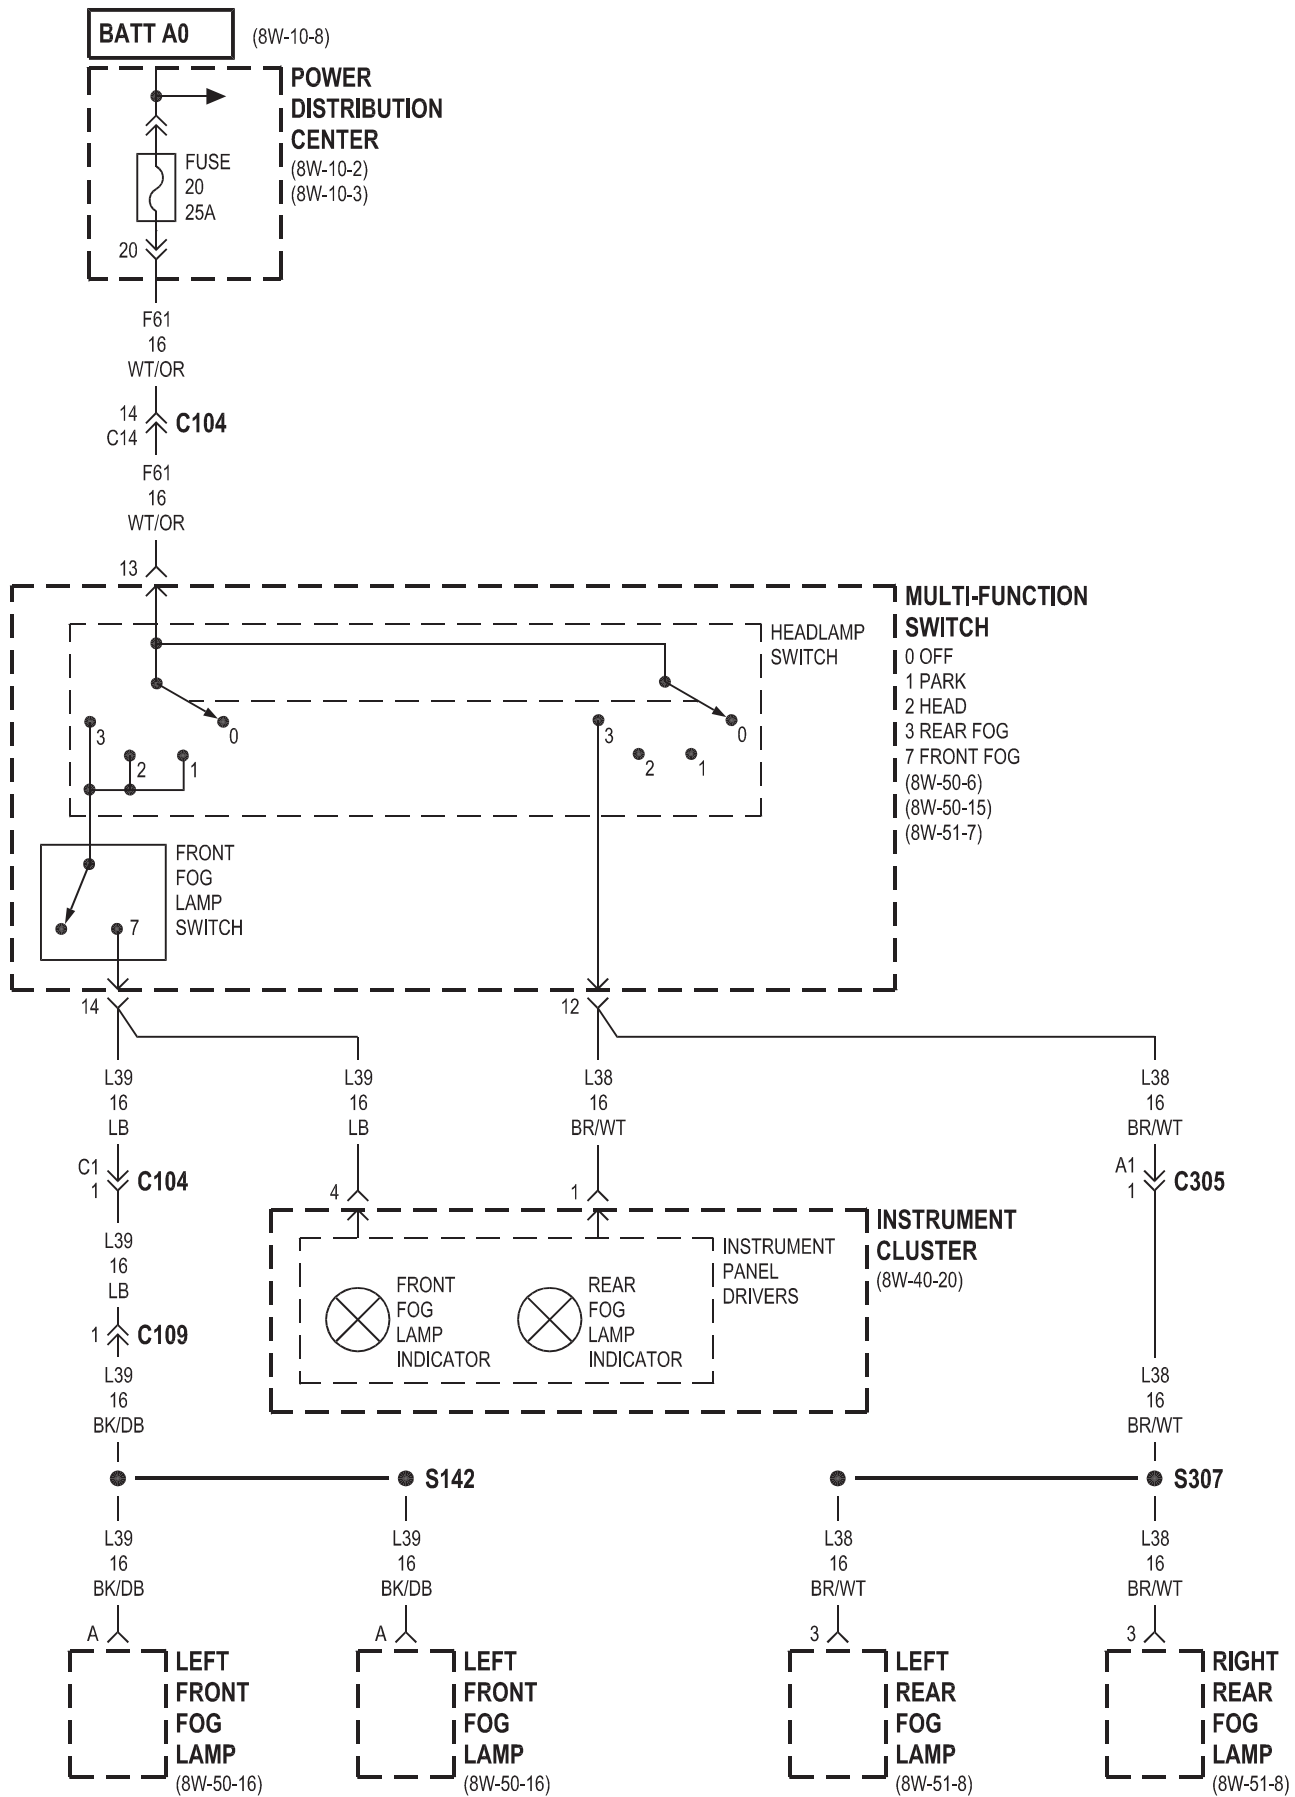 BATT A0
(8W-10-8)
POWER
DISTRIBUTION
CENTER
(8W-10-2)
(8W-10-3)
FUSE
20
25A
20
F61
16
WT/OR
14
C14
C104
F61
16
WT/OR
13
MULTI-FUNCTION
SWITCH
0 OFF
1 PARK
2 HEAD
3 REAR FOG
7 FRONT FOG
(8W-50-6)
(8W-50-15)
(8W-51-7)
HEADLAMP
SWITCH
3
2
1
0
3
2
1
0
FRONT
FOG
LAMP
SWITCH
7
14
12
L39
16
LB
L39
16
LB
L38
16
BR/WT
L38
16
BR/WT
C1
1
C104
4
1
A1
1
C305
INSTRUMENT
CLUSTER
(8W-40-20)
INSTRUMENT
PANEL
DRIVERS
FRONT
FOG
LAMP
INDICATOR
REAR
FOG
LAMP
INDICATOR
L39
16
LB
1
C109
L39
16
BK/DB
L38
16
BR/WT
S142
S307
L39
16
BK/DB
L39
16
BK/DB
L38
16
BR/WT
L38
16
BR/WT
A
A
3
3
LEFT
FRONT
FOG
LAMP
(8W-50-16)
LEFT
FRONT
FOG
LAMP
(8W-50-16)
LEFT
REAR
FOG
LAMP
(8W-51-8)
RIGHT
REAR
FOG
LAMP
(8W-51-8)